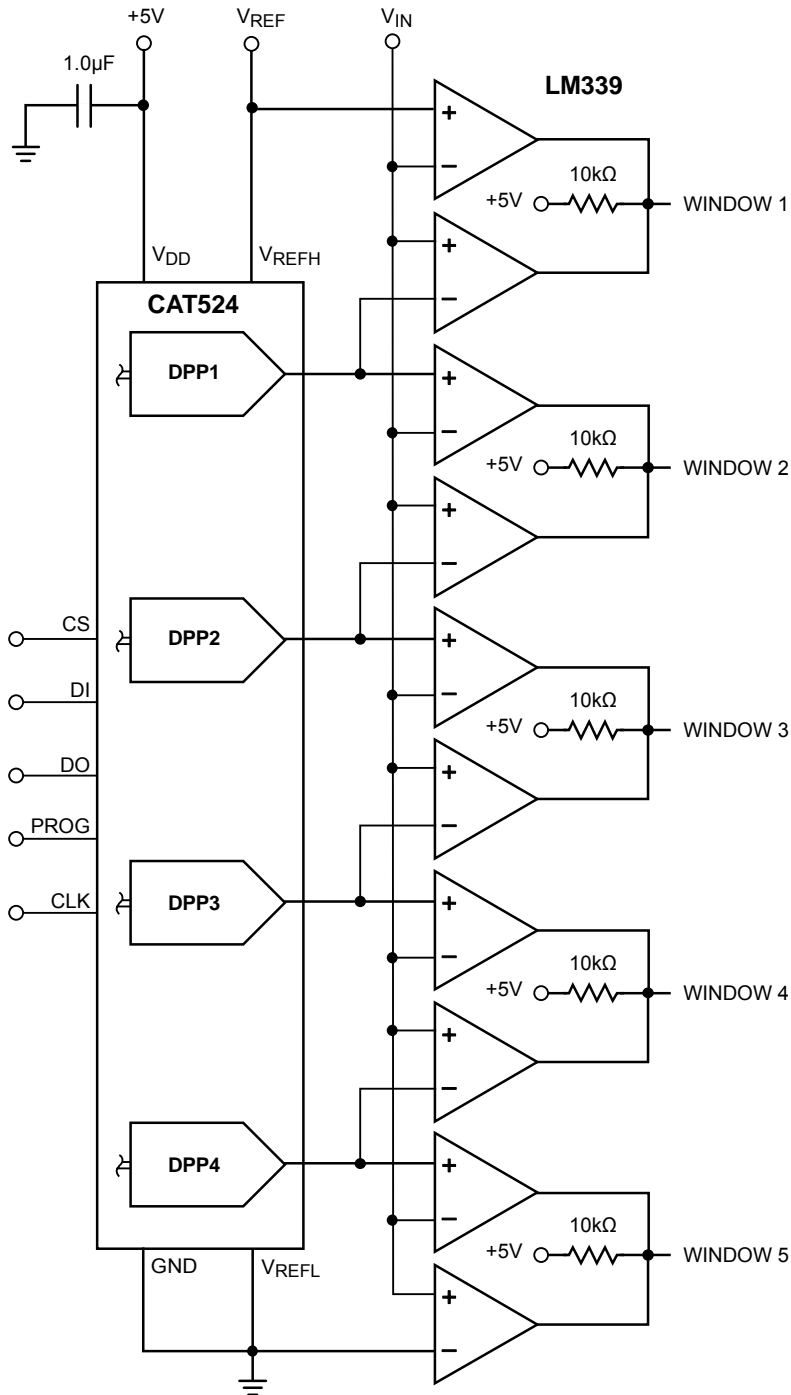 +5V
VREF
VIN
1.0µF
LM339
+
−
10kΩ
+5V
WINDOW 1
+
−
VDD
VREFH
CAT524
DPP1
+
−
10kΩ
+5V
WINDOW 2
+
−
CS
DPP2
+
−
DI
10kΩ
+5V
WINDOW 3
DO
+
−
PROG
CLK
DPP3
+
−
10kΩ
+5V
WINDOW 4
+
−
DPP4
+
−
10kΩ
+5V
WINDOW 5
GND
VREFL
+
−